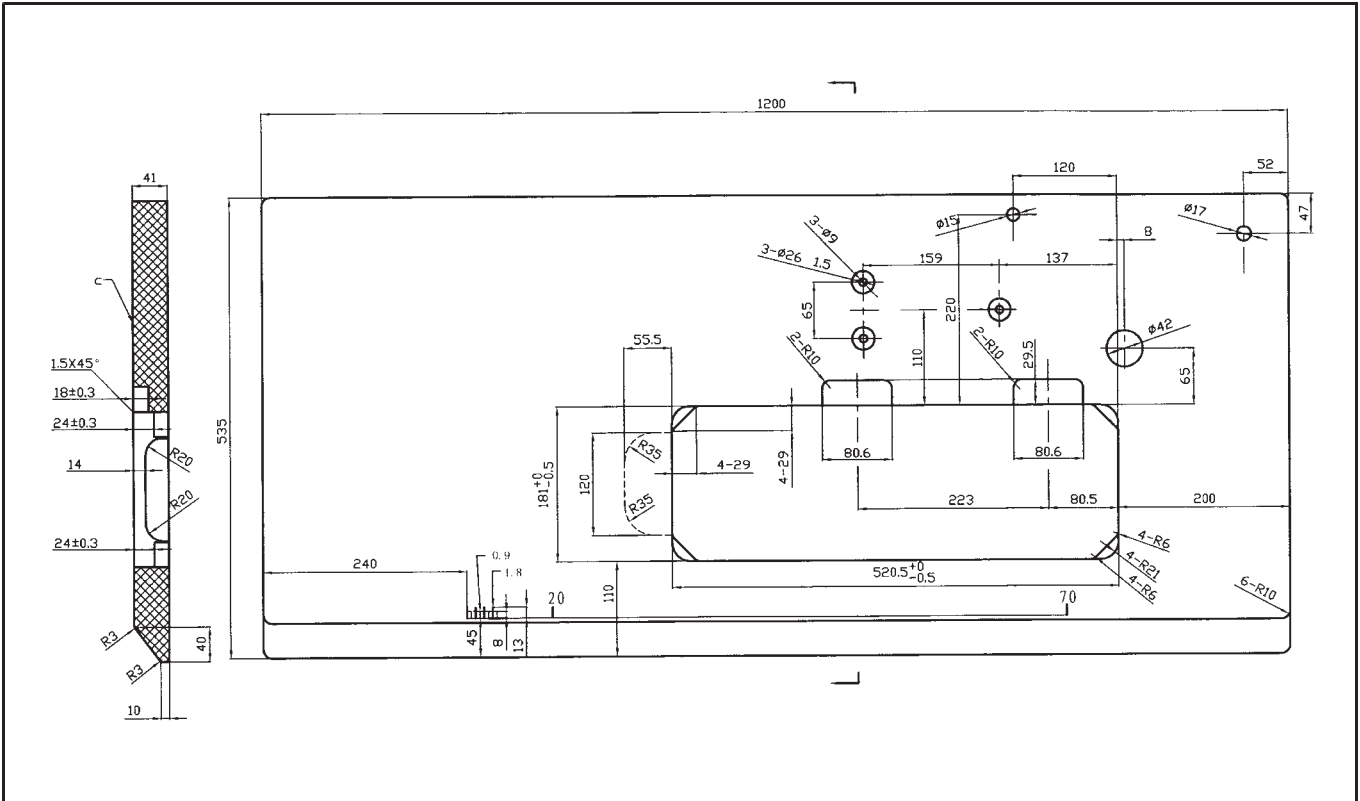 1200
41
120
52
Ø15
Ø17
47
3-Ø9
8
3-Ø26 1.5
159
137
C
65
220
55.5
2-R10
110
2-R10
29.5
Ø42
65
1.5X45°
18±0.3
24±0.3
535
R20
14
R35
4-29
4-29
80.6
80.6
181+0-0.5
120
R20
R35
223
80.5
200
24±0.3
0.9
4-R6
240
1.8
520.5+0-0.5
4-R21
4-R6
110
20
70
6-R10
R3
40
45
8
13
R3
10